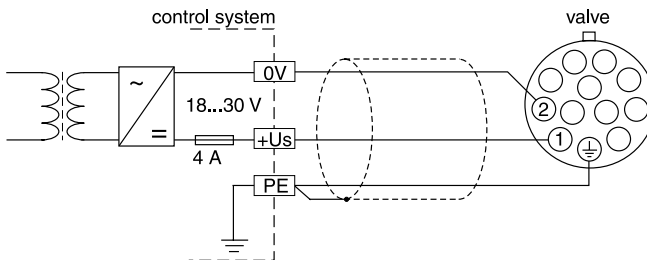 control system
valve
0V
~
=
18...30 V
2
+Us
1
4 A
PE